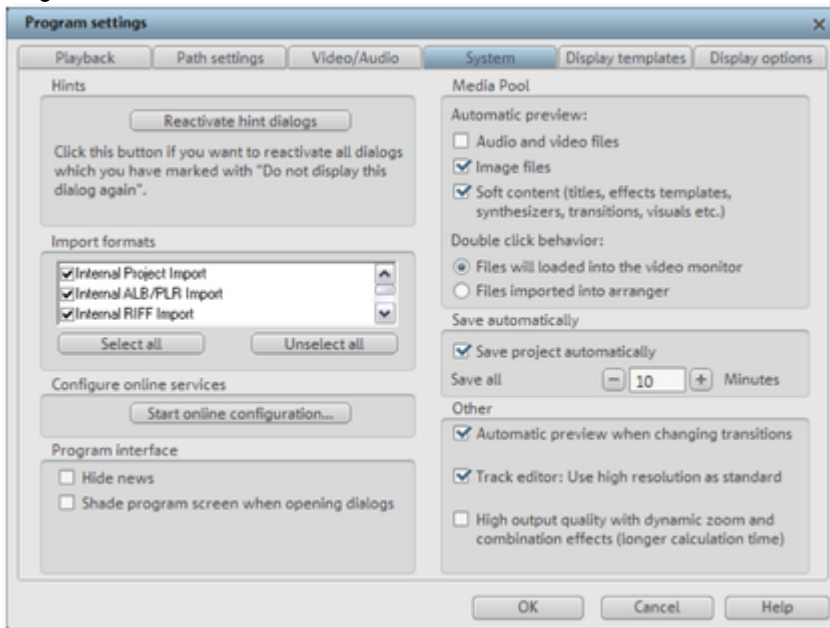 Program settings
Playback
Path settings
Video/Audio
System
Display templates
Display options
Hints
Reactivate hint dialogs
Click this button if you want to reactivate all dialogs
which you have marked with "Do not display this
dialog again".
Import formats
Internal Project Import
Internal ALB/PLR Import
Internal RIFF Import
Select all
Unselect all
Configure online services
Start online configuration...
Program interface
Hide news
Shade program screen when opening dialogs
Media Pool
Automatic preview:
Audio and video files
Image files
Soft content (titles, effects templates,
synthesizers, transitions, visuals etc.)
Double click behavior:
Files will loaded into the video monitor
Files imported into arranger
Save automatically
Save project automatically
Save all 10 Minutes
Other
Automatic preview when changing transitions
Track editor: Use high resolution as standard
High output quality with dynamic zoom and
combination effects (longer calculation time)
OK
Cancel
Help